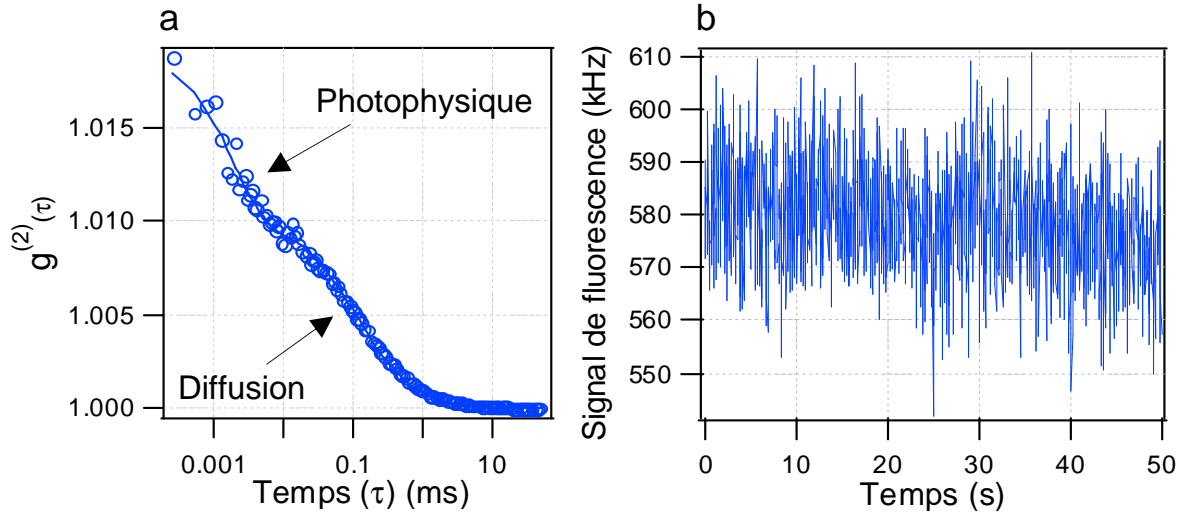 a
g(2)(τ)
1.015
1.010
1.005
1.000
Photophysique
Diffusion
0.001
0.1
10
Temps (τ) (ms)
b
Signal de fluorescence (kHz)
610
600
590
580
570
560
550
0
10
20
30
40
50
Temps (s)